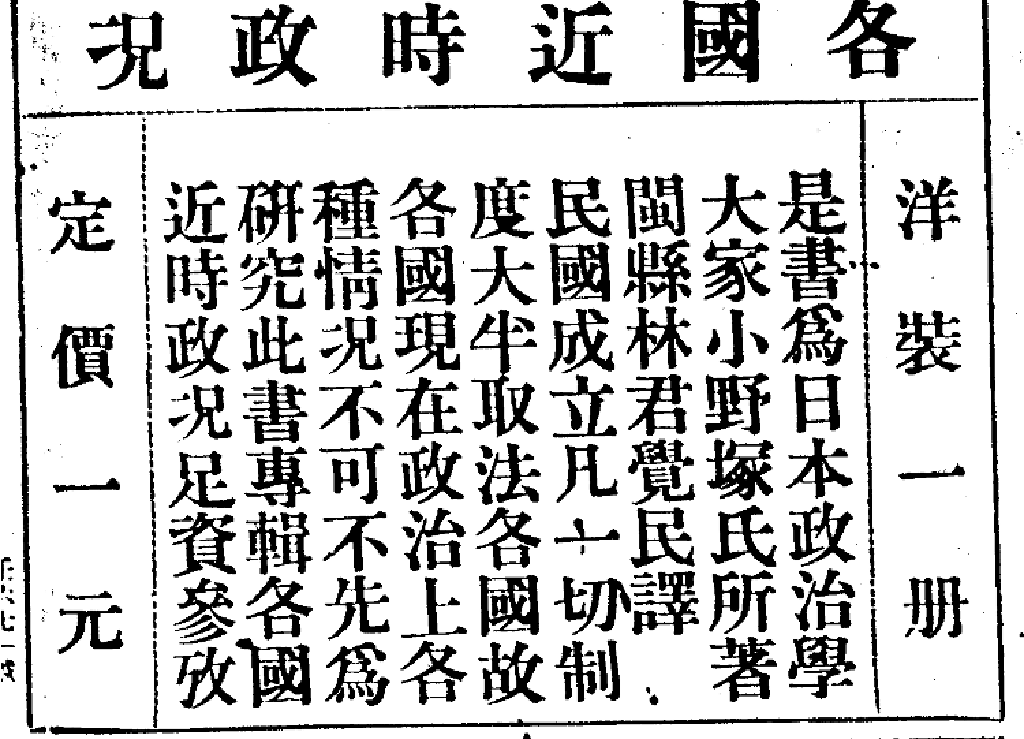 各國近時政况
洋裝一册
是書爲日本政治學
大家小野塚氏所著
閩縣林君覺民譯
民國成立凡一切制
度大半取法各國故
各國現在政治上各
種情况不可不先爲
硏究此書專輯各國
近時政况足資參攷
定價一元